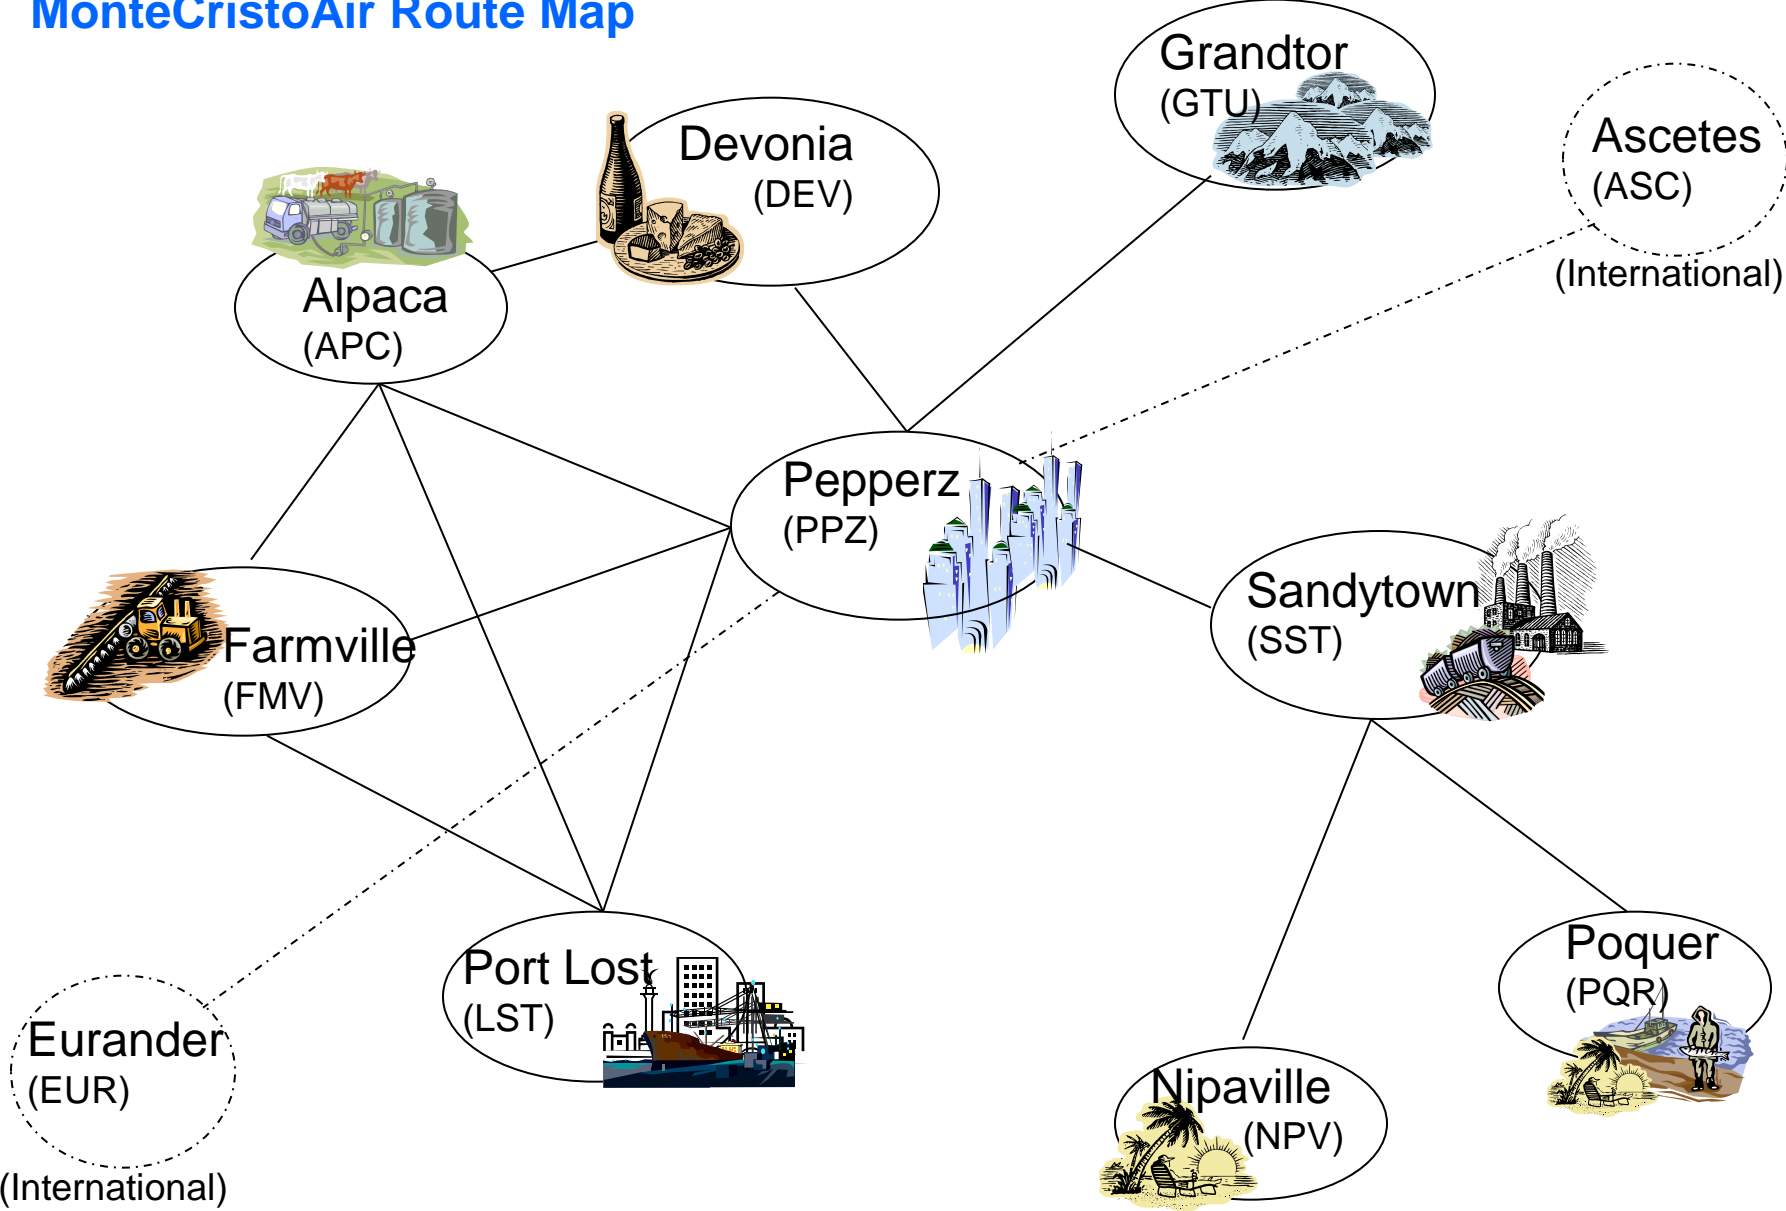 MonteCristoAir Route Map
Grandtor
(GTU)
Devonia
(DEV)
Ascetes
(ASC)
(International)
Alpaca
(APC)
Pepperz
(PPZ)
Sandytown
(SST)
Farmville
(FMV)
Port Lost
(LST)
Poquer
(PQR)
Eurander
(EUR)
(International)
Nipaville
(NPV)